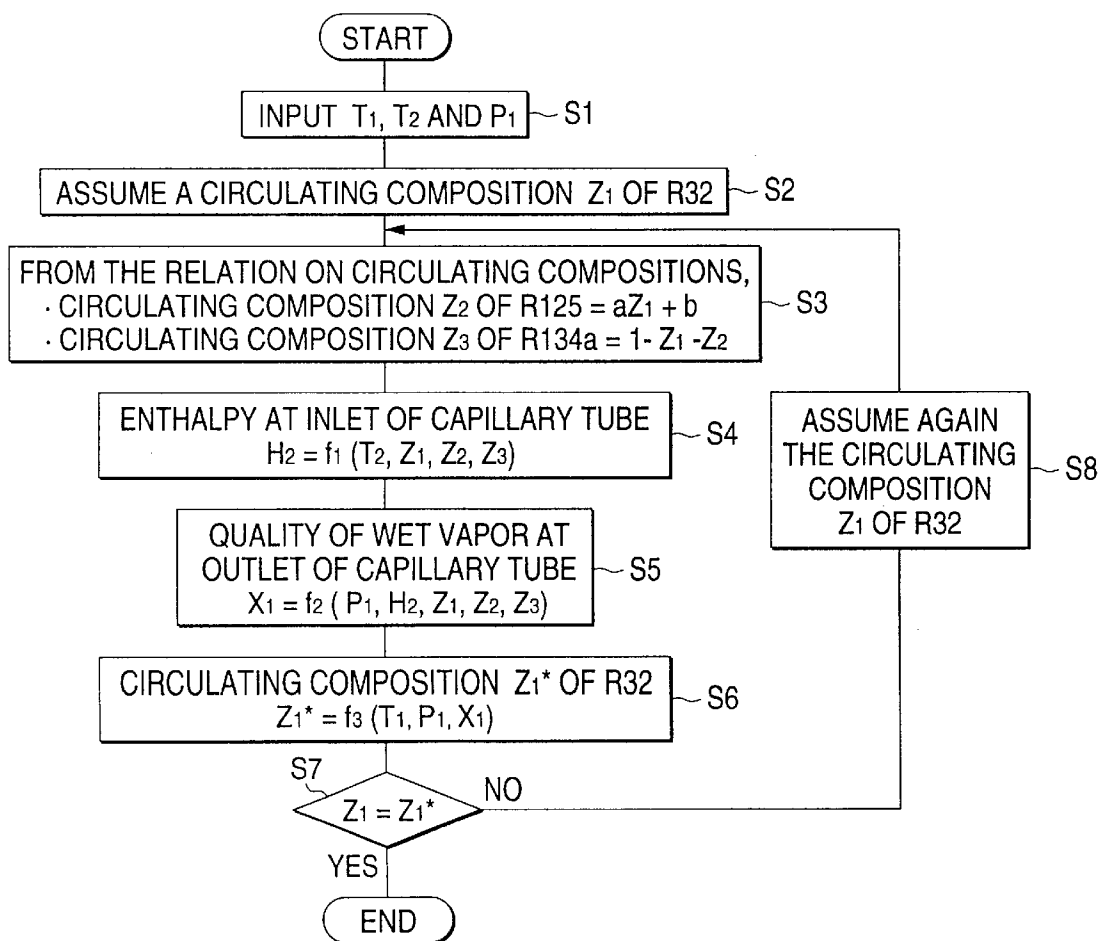 START
INPUT T1, T2 AND P1
S1
ASSUME A CIRCULATING COMPOSITION Z1 OF R32
S2
FROM THE RELATION ON CIRCULATING COMPOSITIONS,
· CIRCULATING COMPOSITION Z2 OF R125 = aZ1 + b
· CIRCULATING COMPOSITION Z3 OF R134a = 1- Z1 -Z2
S3
ENTHALPY AT INLET OF CAPILLARY TUBE
H2 = f1 (T2, Z1, Z2, Z3)
S4
QUALITY OF WET VAPOR AT
OUTLET OF CAPILLARY TUBE
X1 = f2 ( P1, H2, Z1, Z2, Z3)
S5
CIRCULATING COMPOSITION Z1* OF R32
Z1* = f3 (T1, P1, X1)
S6
S7
Z1 = Z1*
NO
YES
END
ASSUME AGAIN
THE CIRCULATING
COMPOSITION
Z1 OF R32
S8